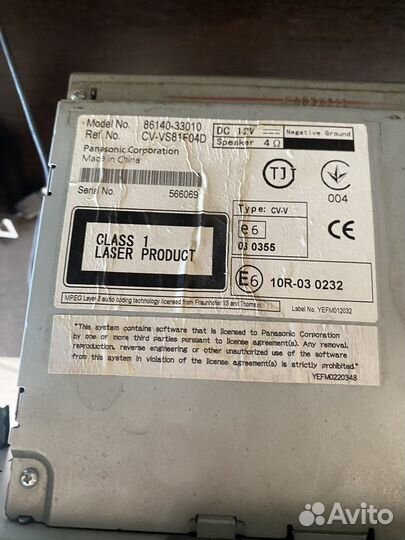 Model No. 86140-33010
Ref No. CV-VS81F04D
DC 12V Negative Ground
Speaker 4 Ω
Panasonic Corporation
Made in China
Serial No. 566069
TJ
004
Type: CV-V
e6
03 0355
CE
CLASS 1
LASER PRODUCT
E6 10R-03 0232
MPEG Layer 3 audio coding technology licensed from Fraunhofer IIS and Thomson
Label No. YEFM012032
"This system contains software that is licensed to Panasonic Corporation
by one or more third parties pursuant to license agreement(s). Any removal,
reproduction, reverse engineering or other unauthorized use of the software
from this system in violation of the license agreement(s) is strictly prohibited."
YEFM0220348
Avito